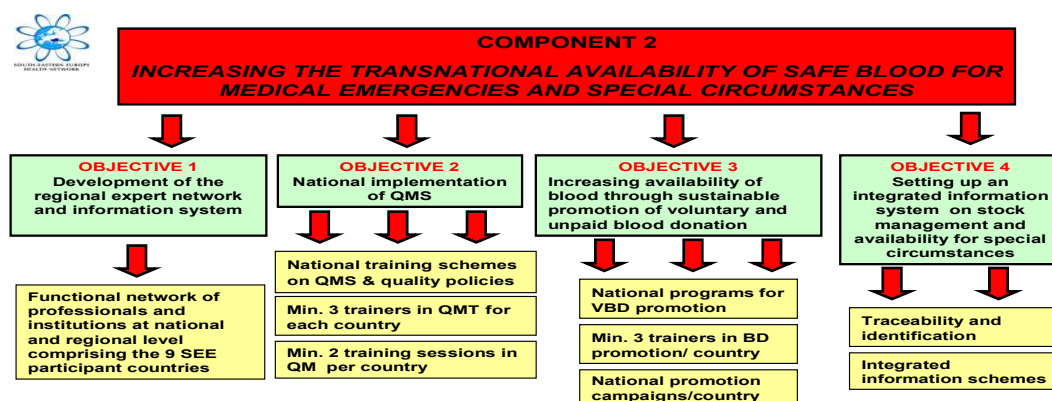 SOUTH-EASTERN EUROPE
HEALTH NETWORK
COMPONENT 2
INCREASING THE TRANSNATIONAL AVAILABILITY OF SAFE BLOOD FOR
MEDICAL EMERGENCIES AND SPECIAL CIRCUMSTANCES
OBJECTIVE 1
Development of the
regional expert network
and information system
Functional network of
professionals and
institutions at national
and regional level
comprising the 9 SEE
participant countries
OBJECTIVE 2
National implementation
of QMS
National training schemes
on QMS & quality policies
Min. 3 trainers in QMT for
each country
Min. 2 training sessions in
QM per country
OBJECTIVE 3
Increasing availability of
blood through sustainable
promotion of voluntary and
unpaid blood donation
National programs for
VBD promotion
Min. 3 trainers in BD
promotion/ country
National promotion
campaigns/country
OBJECTIVE 4
Setting up an
integrated information
system on stock
management and
availability for special
circumstances
Traceability and
identification
Integrated
information schemes